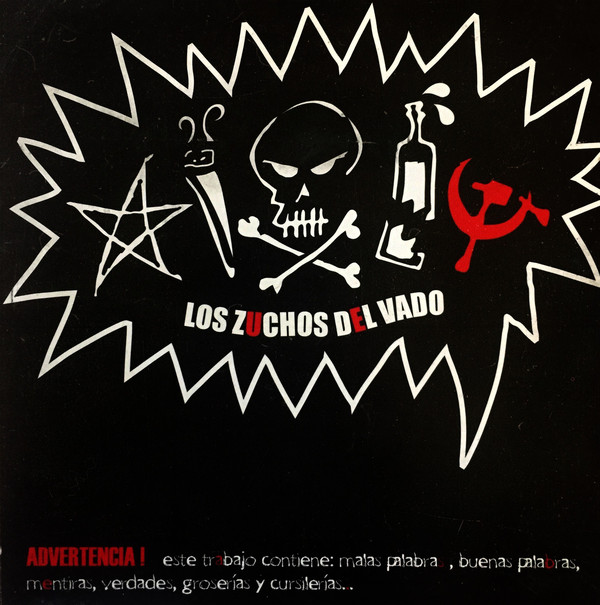 LOS ZUCHOS DEL VADO
ADVERTENCIA ! este trabajo contiene: malas palabras , buenas palabras,
mentiras, verdades, groserías y cursilerías..